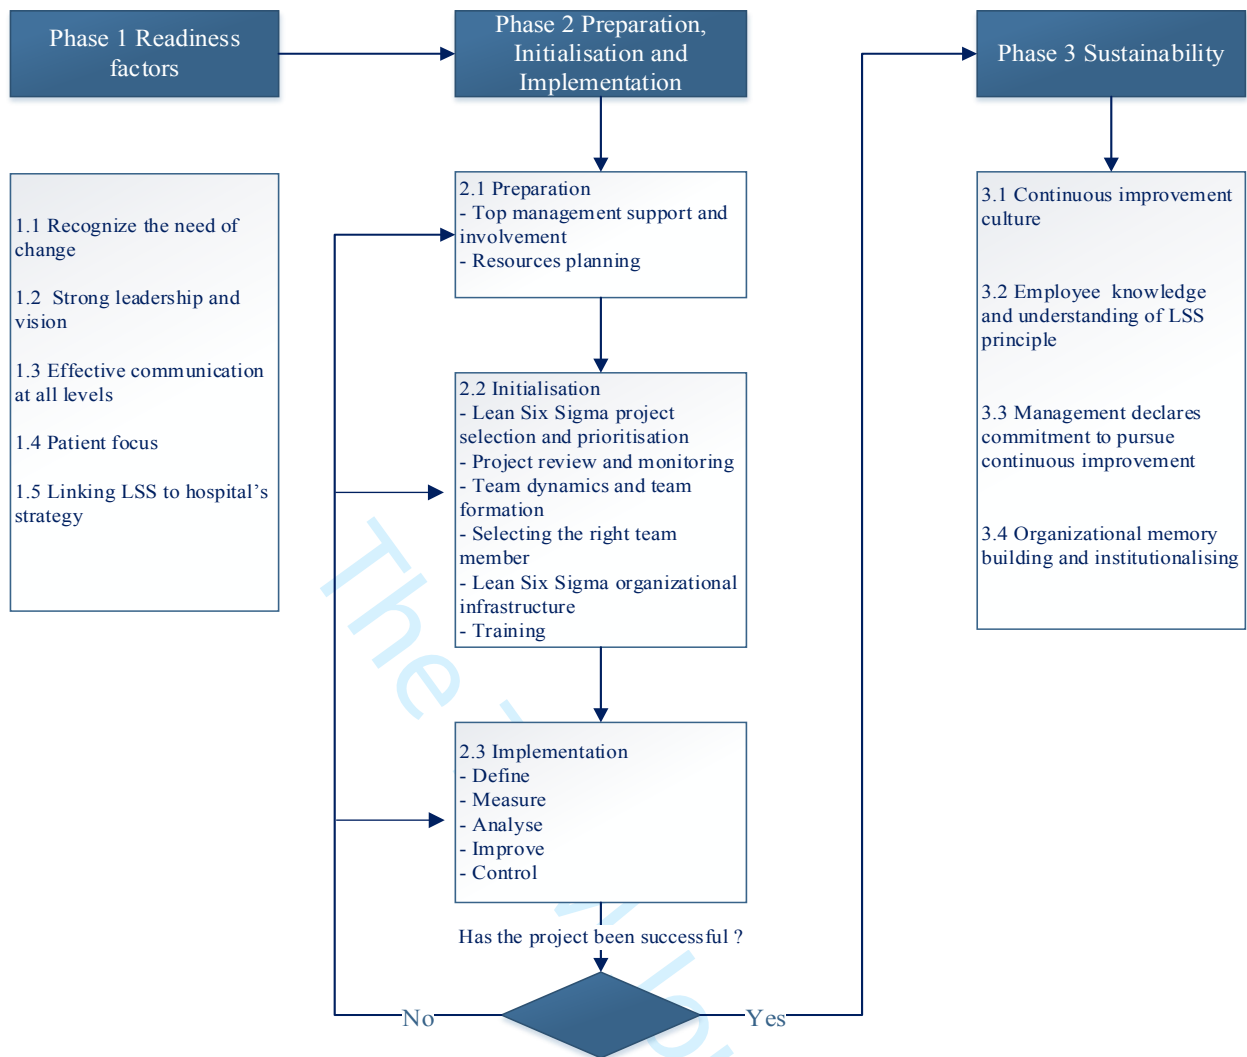 Phase 1 Readiness
factors
Phase 2 Preparation,
Initialisation and
Implementation
Phase 3 Sustainability
1.1 Recognize the need of
change
1.2 Strong leadership and
vision
1.3 Effective communication
at all levels
1.4 Patient focus
1.5 Linking LSS to hospital's
strategy
2.1 Preparation
- Top management support and
involvement
- Resources planning
2.2 Initialisation
- Lean Six Sigma project
selection and prioritisation
- Project review and monitoring
- Team dynamics and team
formation
- Selecting the right team
member
- Lean Six Sigma organizational
infrastructure
- Training
2.3 Implementation
- Define
- Measure
- Analyse
- Improve
- Control
Has the project been successful ?
No
Yes
3.1 Continuous improvement
culture
3.2 Employee knowledge
and understanding of LSS
principle
3.3 Management declares
commitment to pursue
continuous improvement
3.4 Organizational memory
building and institutionalising
The